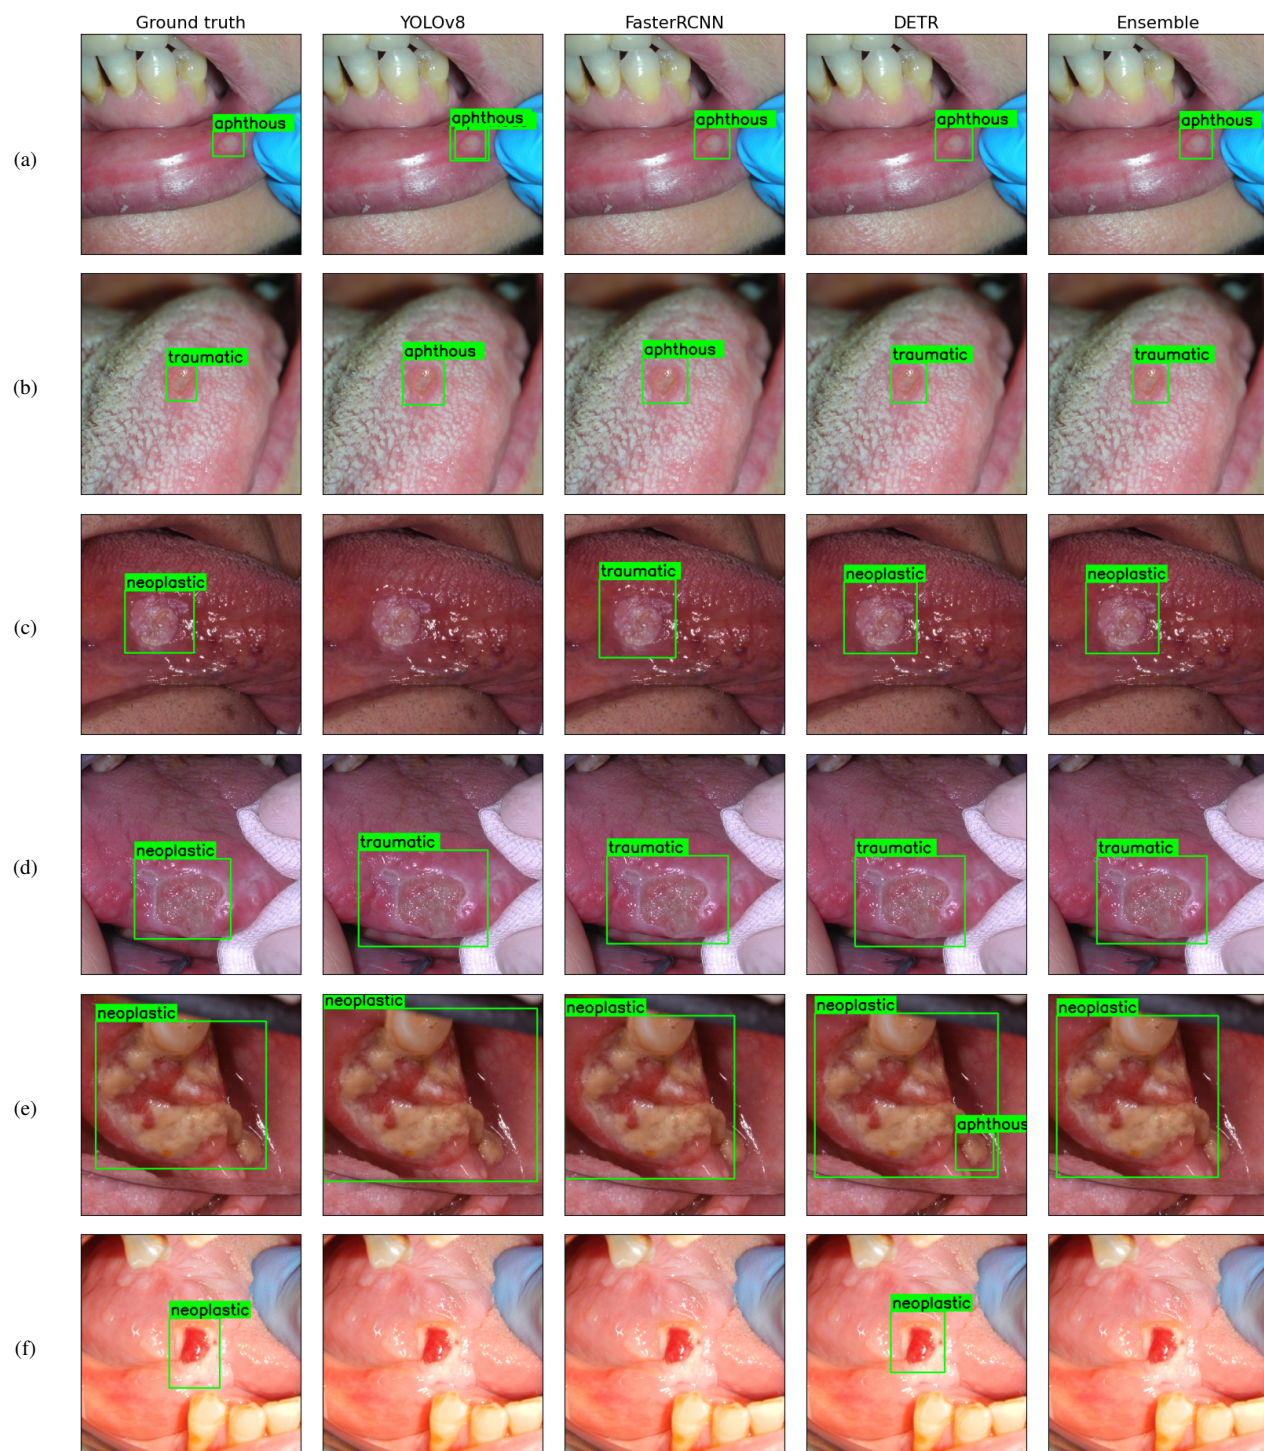 Ground truth YOLOv8 FasterRCNN DETR Ensemble
(a) aphthous aphthous aphthous aphthous aphthous
(b) traumatic aphthous aphthous traumatic traumatic
(c) neoplastic traumatic neoplastic neoplastic
(d) neoplastic traumatic traumatic traumatic traumatic
(e) neoplastic neoplastic neoplastic neoplastic neoplastic
aphthous
(f) neoplastic neoplastic